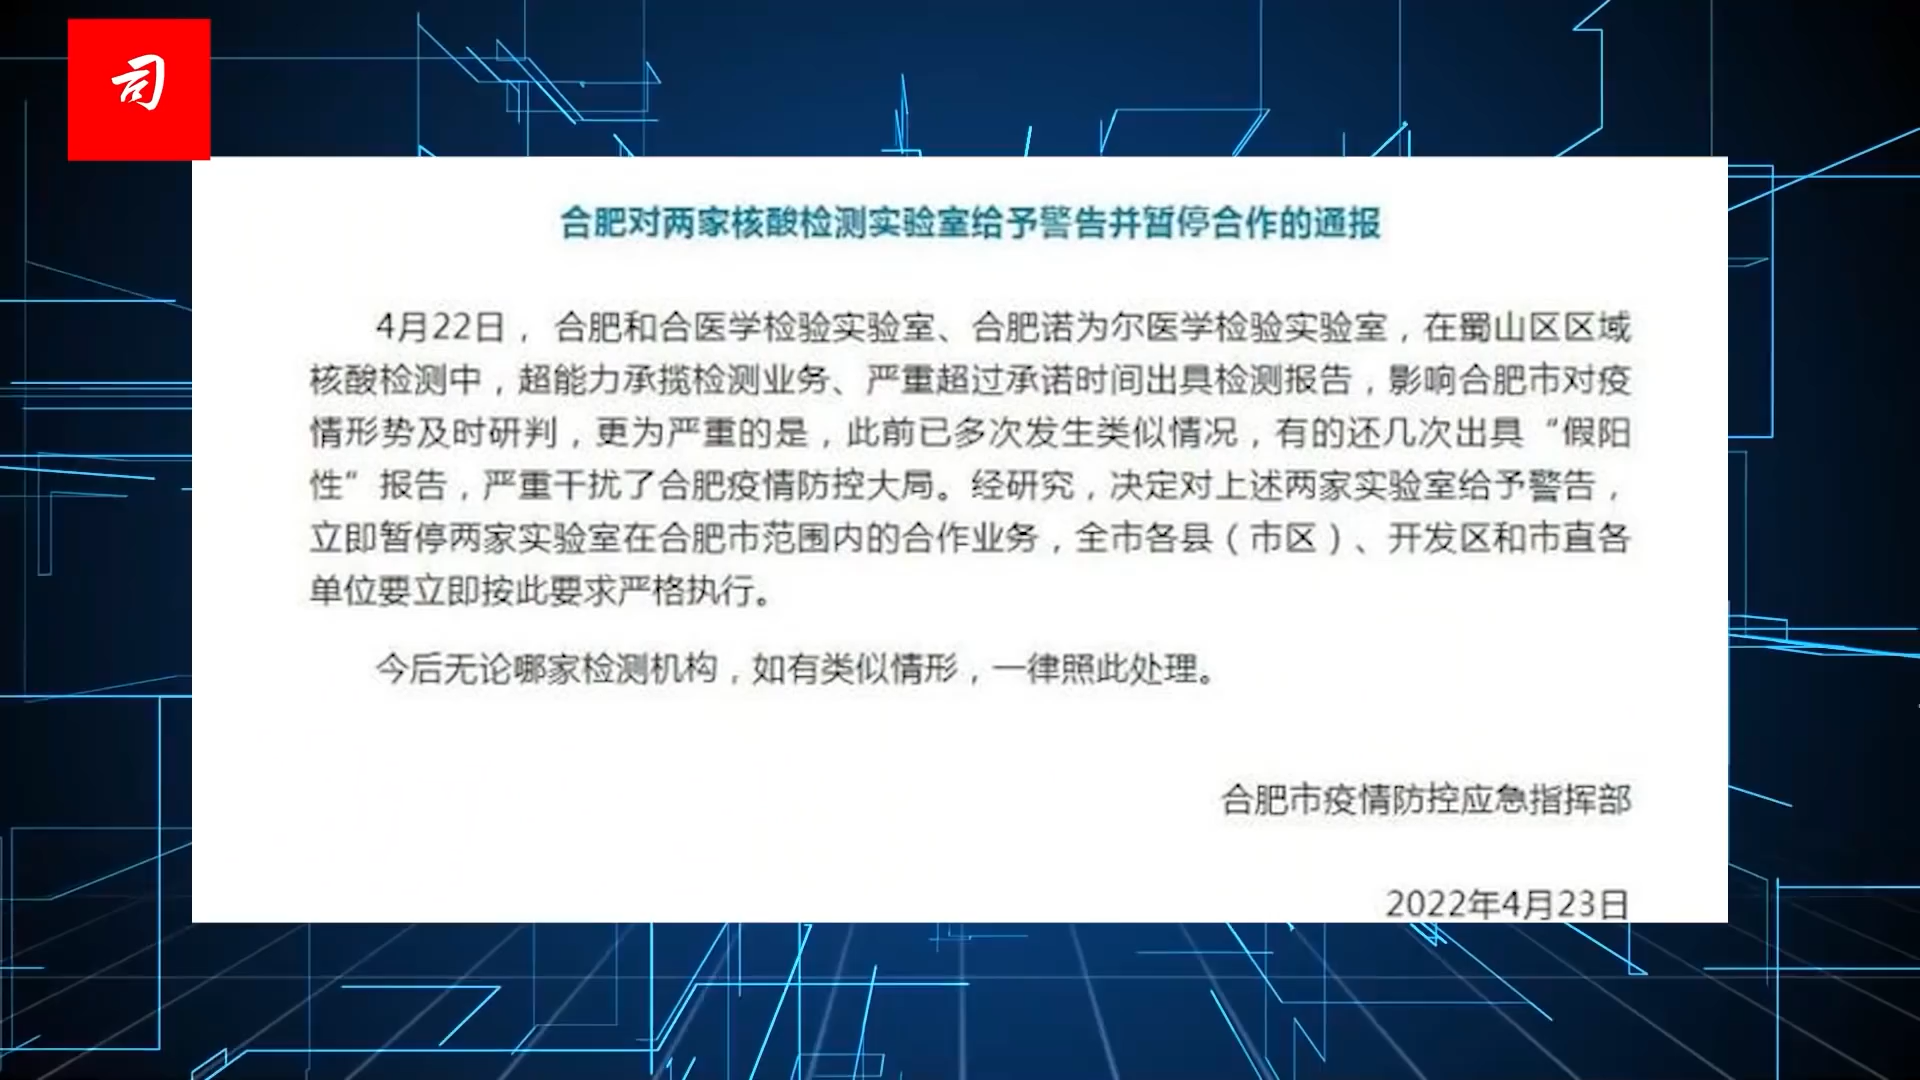 司
合肥对两家核酸检测实验室给予警告并暂停合作的通报
4月22日，合肥和合医学检验实验室、合肥诺为尔医学检验实验室，在蜀山区区域
核酸检测中，超能力承揽检测业务、严重超过承诺时间出具检测报告，影响合肥市对疫
情形势及时研判，更为严重的是，此前已多次发生类似情况，有的还几次出具“假阳
性”报告，严重干扰了合肥疫情防控大局。经研究，决定对上述两家实验室给予警告，
立即暂停两家实验室在合肥市范围内的合作业务，全市各县（市区）、开发区和市直各
单位要立即按此要求严格执行。
今后无论哪家检测机构，如有类似情形，一律照此处理。
合肥市疫情防控应急指挥部
2022年4月23日